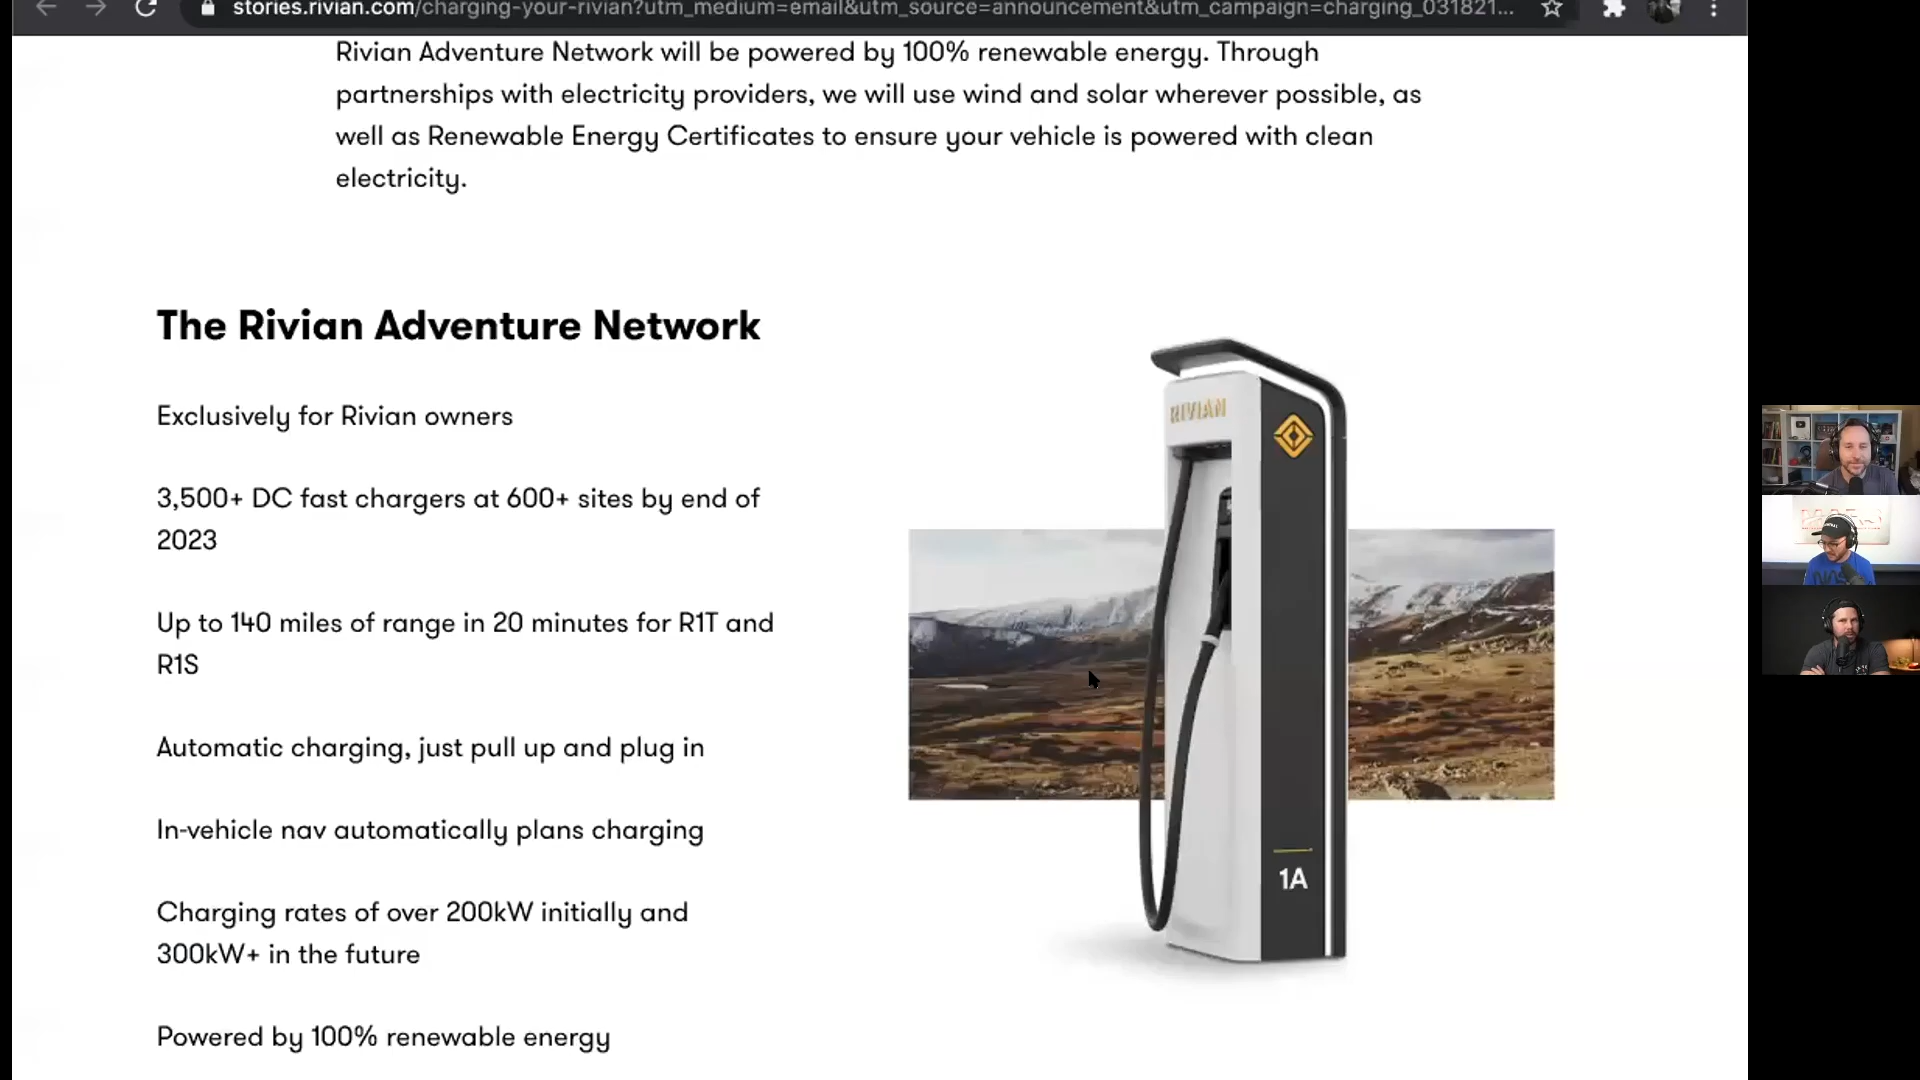 stories.rivian.com/charging-your-rivian?utm_medium=email&utm_source=announcement&utm_campaign=charging_031821...
Rivian Adventure Network will be powered by 100% renewable energy. Through
partnerships with electricity providers, we will use wind and solar wherever possible, as
well as Renewable Energy Certificates to ensure your vehicle is powered with clean
electricity.
The Rivian Adventure Network
Exclusively for Rivian owners
3,500+ DC fast chargers at 600+ sites by end of
2023
Up to 140 miles of range in 20 minutes for R1T and
R1S
Automatic charging, just pull up and plug in
In-vehicle nav automatically plans charging
Charging rates of over 200kW initially and
300kW+ in the future
Powered by 100% renewable energy
RIVIAN
1A